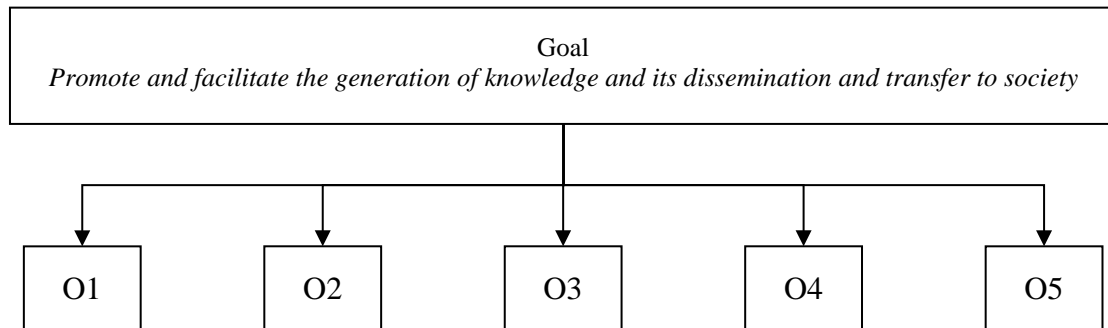 Goal
Promote and facilitate the generation of knowledge and its dissemination and transfer to society
O1 O2 O3 O4 O5